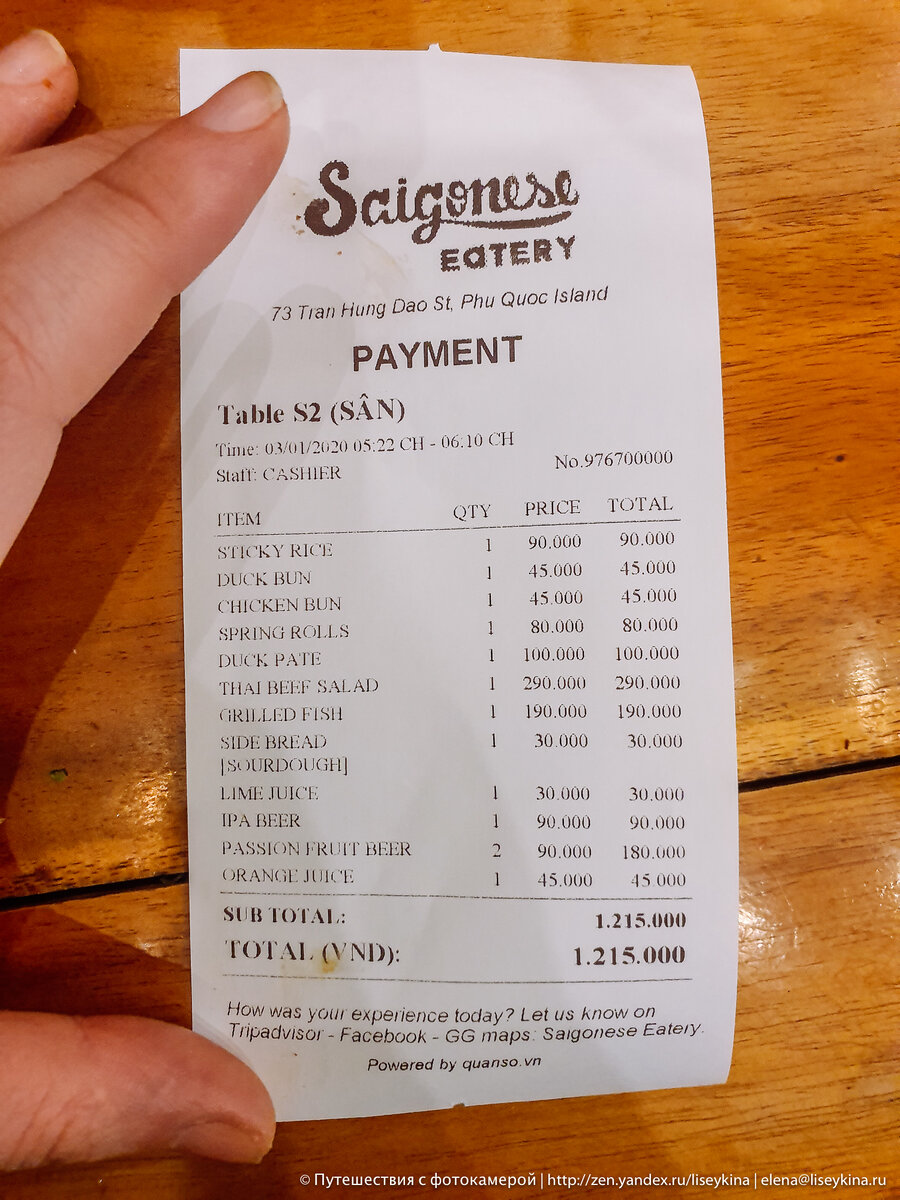 Saigonese
EATERY
73 Tran Hung Dao St, Phu Quoc Island
PAYMENT
Table S2 (SÂN)
Time: 03/01/2020 05:22 CH - 06:10 CH
Staff: CASHIER No.976700000
ITEM QTY PRICE TOTAL
STICKY RICE 1 90.000 90.000
DUCK BUN 1 45.000 45.000
CHICKEN BUN 1 45.000 45.000
SPRING ROLLS 1 80.000 80.000
DUCK PATE 1 100.000 100.000
THAI BEEF SALAD 1 290.000 290.000
GRILLED FISH 1 190.000 190.000
SIDE BREAD 1 30.000 30.000
[SOURDOUGH]
LIME JUICE 1 30.000 30.000
IPA BEER 1 90.000 90.000
PASSION FRUIT BEER 2 90.000 180.000
ORANGE JUICE 1 45.000 45.000
SUB TOTAL: 1.215.000
TOTAL (VND): 1.215.000
How was your experience today? Let us know on
Tripadvisor - Facebook - GG maps: Saigonese Eatery.
Powered by quanso.vn
© Путешествия с фотокамерой | http://zen.yandex.ru/liseykina | elena@liseykina.ru